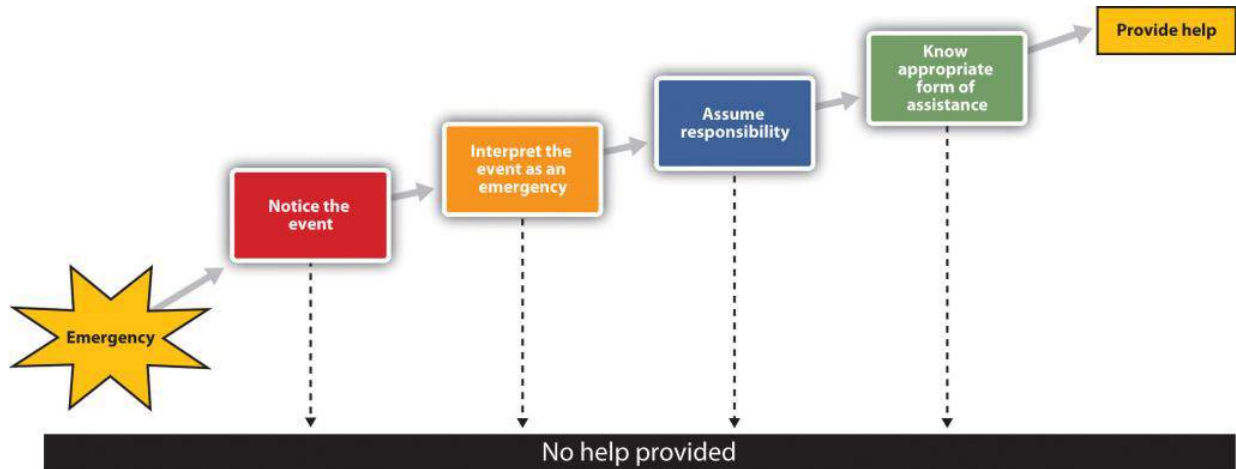 Emergency
Notice the
event
Interpret the
event as an
emergency
Assume
responsibility
Know
appropriate
form of
assistance
Provide help
No help provided